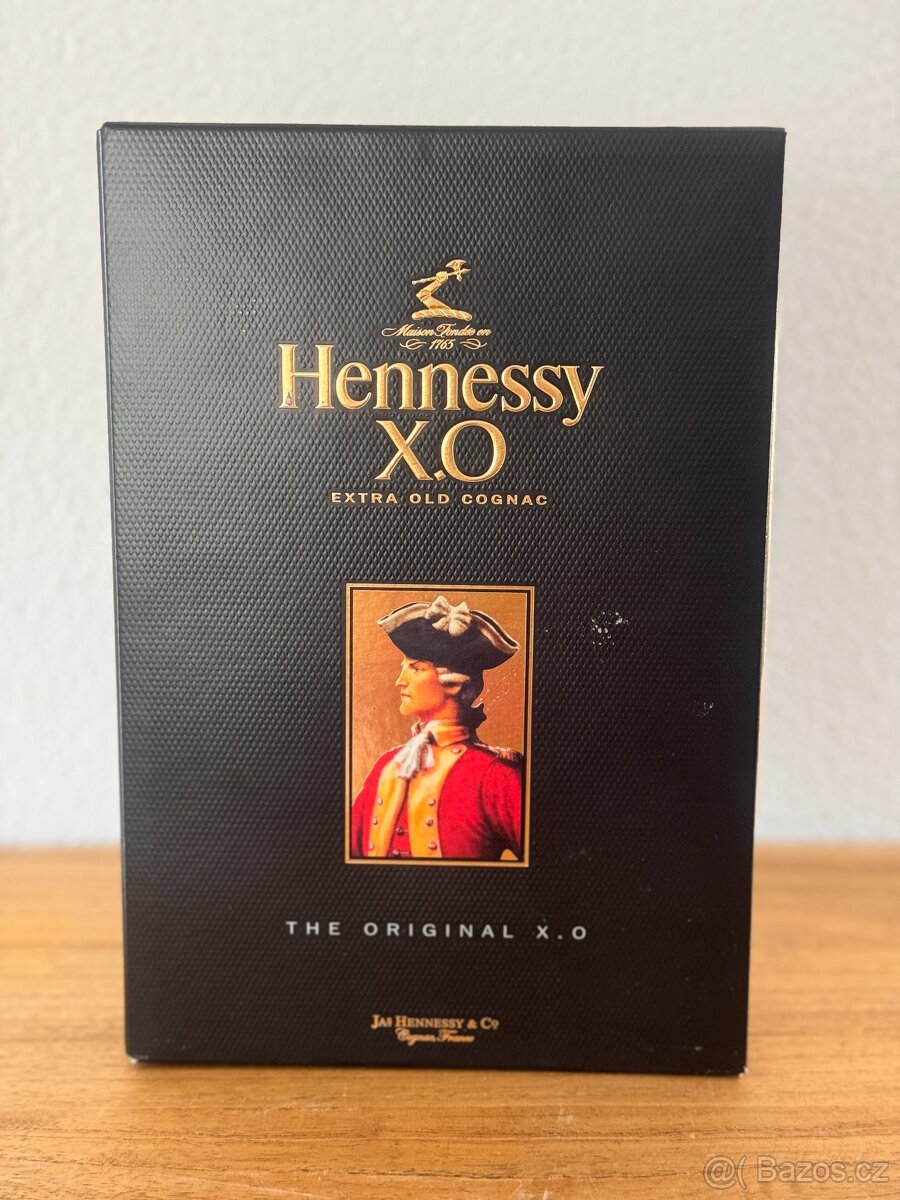 Maison Fondée en
1765
Hennessy
X.O
EXTRA OLD COGNAC
THE ORIGINAL X.O
JAS HENNESSY & CO
Cognac, France
@( Bazos.cz